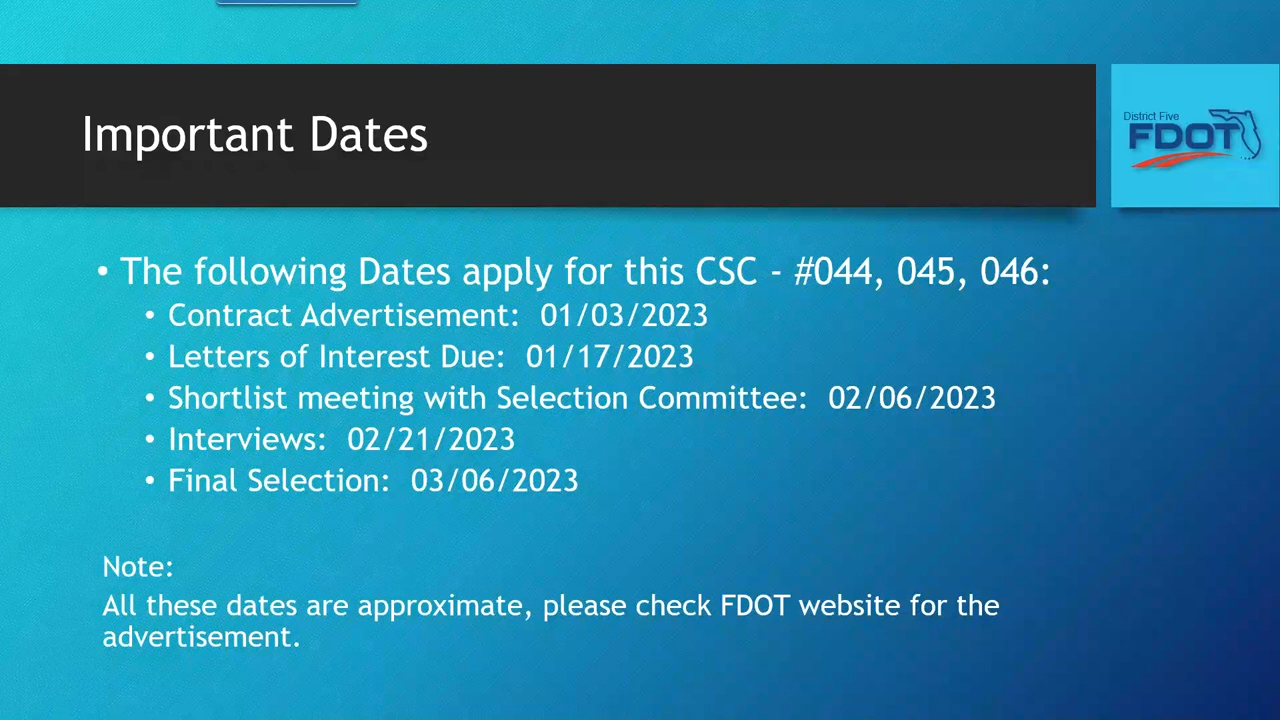 Important Dates
District Five
FDOT
• The following Dates apply for this CSC - #044, 045, 046:
• Contract Advertisement: 01/03/2023
• Letters of Interest Due: 01/17/2023
• Shortlist meeting with Selection Committee: 02/06/2023
• Interviews: 02/21/2023
• Final Selection: 03/06/2023
Note:
All these dates are approximate, please check FDOT website for the
advertisement.